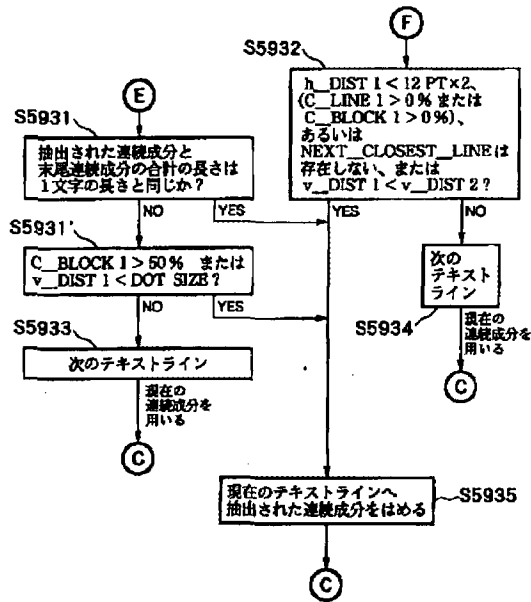 E
S5931
抽出された連続成分と
末尾連続成分の合計の長さは
1文字の長さと同じか?
NO
YES
S5931'
C_BLOCK 1 > 50% または
v_DIST 1 < DOT SIZE?
NO
YES
S5933
次のテキストライン
現在の
連続成分を
用いる
C
F
S5932
h_DIST 1 < 12 PT×2、
(C_LINE 1 > 0% または
C_BLOCK 1 > 0%)、
あるいは
NEXT_CLOSEST_LINEは
存在しない、または
v_DIST 1 < v_DIST 2?
YES
NO
次の
テキスト
ライン
S5934
現在の
連続成分を
用いる
C
現在のテキストラインへ
抽出された連続成分をはめる
S5935
C